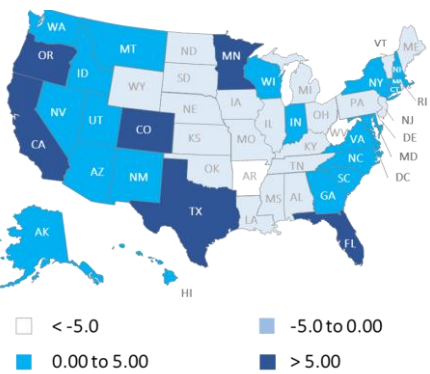 WA
MT
ND
MN
VT
ME
OR
ID
SD
WI
NY
NH
MA
WY
MI
CT
RI
NV
NE
IA
PA
NJ
UT
CO
IL
IN
OH
DE
CA
KS
MO
WV
VA
MD
KY
DC
AZ
NM
OK
AR
TN
NC
SC
TX
MS
AL
GA
LA
AK
FL
HI
< -5.0
-5.0 to 0.00
0.00 to 5.00
> 5.00